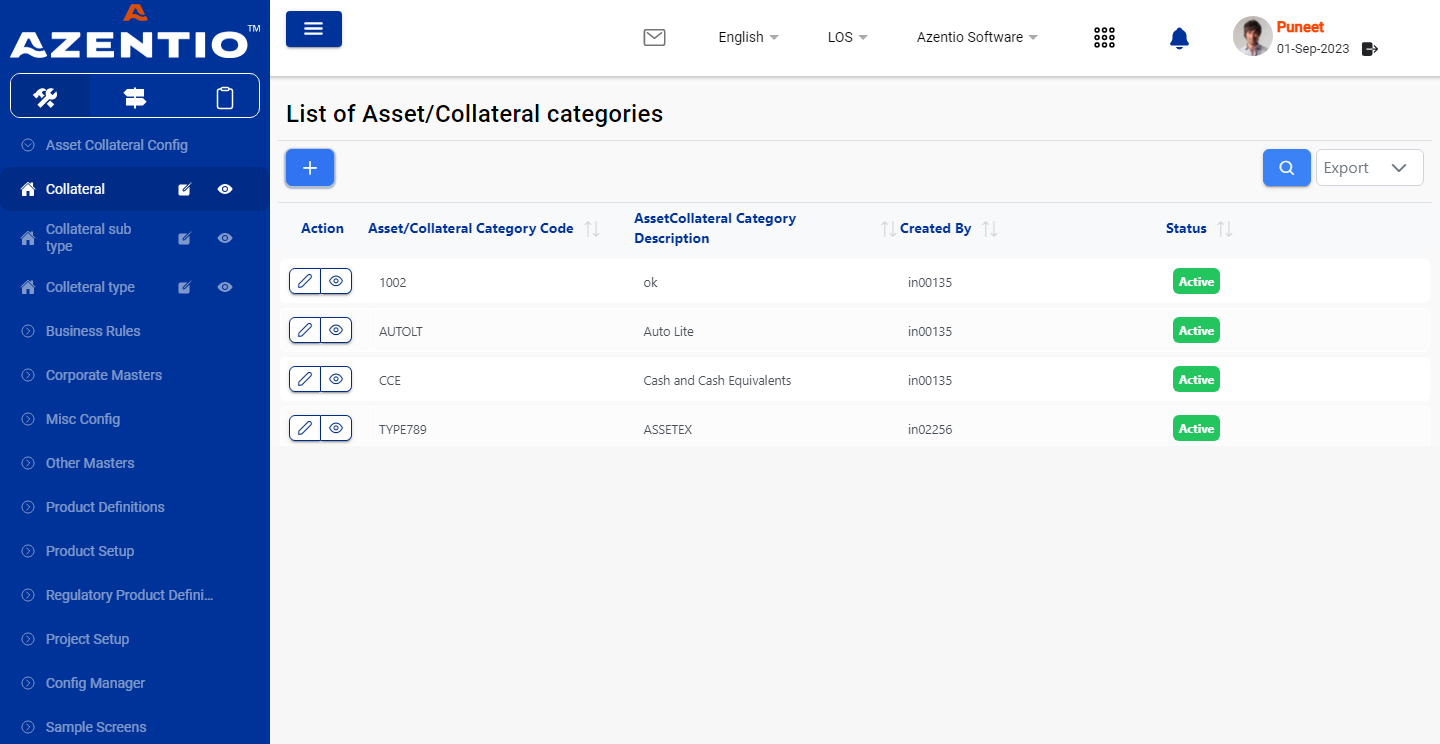 AZENTIO™
English
LOS
Azentio Software
Puneet
01-Sep-2023
Asset Collateral Config
Collateral
Collateral sub
type
Colleteral type
Business Rules
Corporate Masters
Misc Config
Other Masters
Product Definitions
Product Setup
Regulatory Product Defini...
Project Setup
Config Manager
Sample Screens
List of Asset/Collateral categories
Export
Action Asset/Collateral Category Code AssetCollateral Category Created By Status
Description
1002 ok in00135 Active
AUTOLT Auto Lite in00135 Active
CCE Cash and Cash Equivalents in00135 Active
TYPE789 ASSETEX in02256 Active